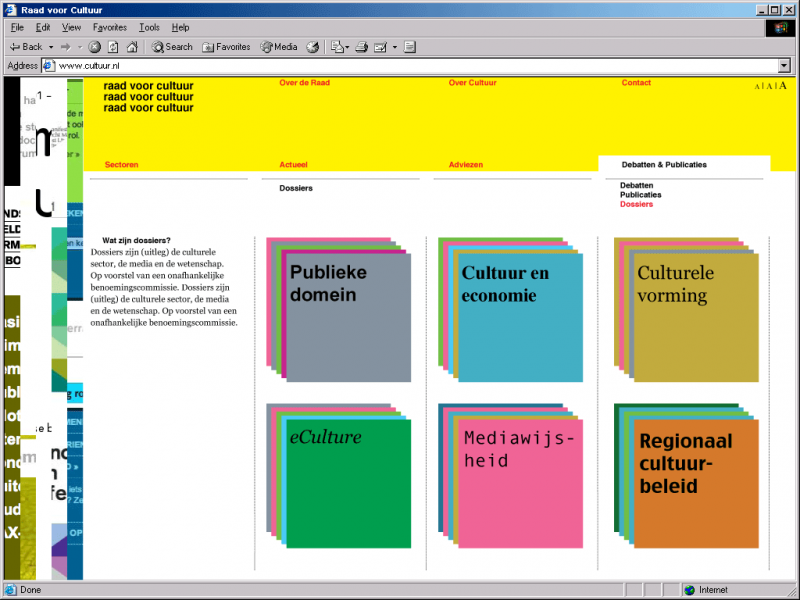 Raad voor Cultuur
File Edit View Favorites Tools Help
Back Search Favorites Media
Address www.cultuur.nl
raad voor cultuur
raad voor cultuur
raad voor cultuur
Over de Raad
Over Cultuur
Contact
A | A | A
Sectoren
Actueel
Adviezen
Debatten & Publicaties
Dossiers
Debatten
Publicaties
Dossiers
Wat zijn dossiers?
Dossiers zijn (uitleg) de culturele
sector, de media en de wetenschap.
Op voorstel van een onafhankelijke
benoemingscommissie. Dossiers zijn
(uitleg) de culturele sector, de media
en de wetenschap. Op voorstel van een
onafhankelijke benoemingscommissie.
Publieke
domein
Cultuur en
economie
Culturele
vorming
eCulture
Mediawijs-
heid
Regionaal
cultuur-
beleid
Done
Internet